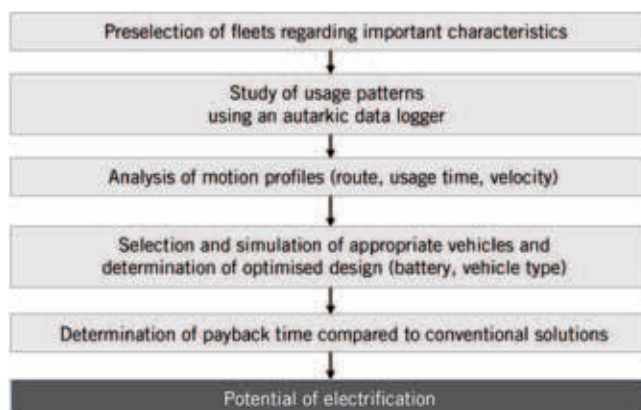 Preselection of fleets regarding important characteristics
Study of usage patterns
using an autarkic data logger
Analysis of motion profiles (route, usage time, velocity)
Selection and simulation of appropriate vehicles and
determination of optimised design (battery, vehicle type)
Determination of payback time compared to conventional solutions
Potential of electrification